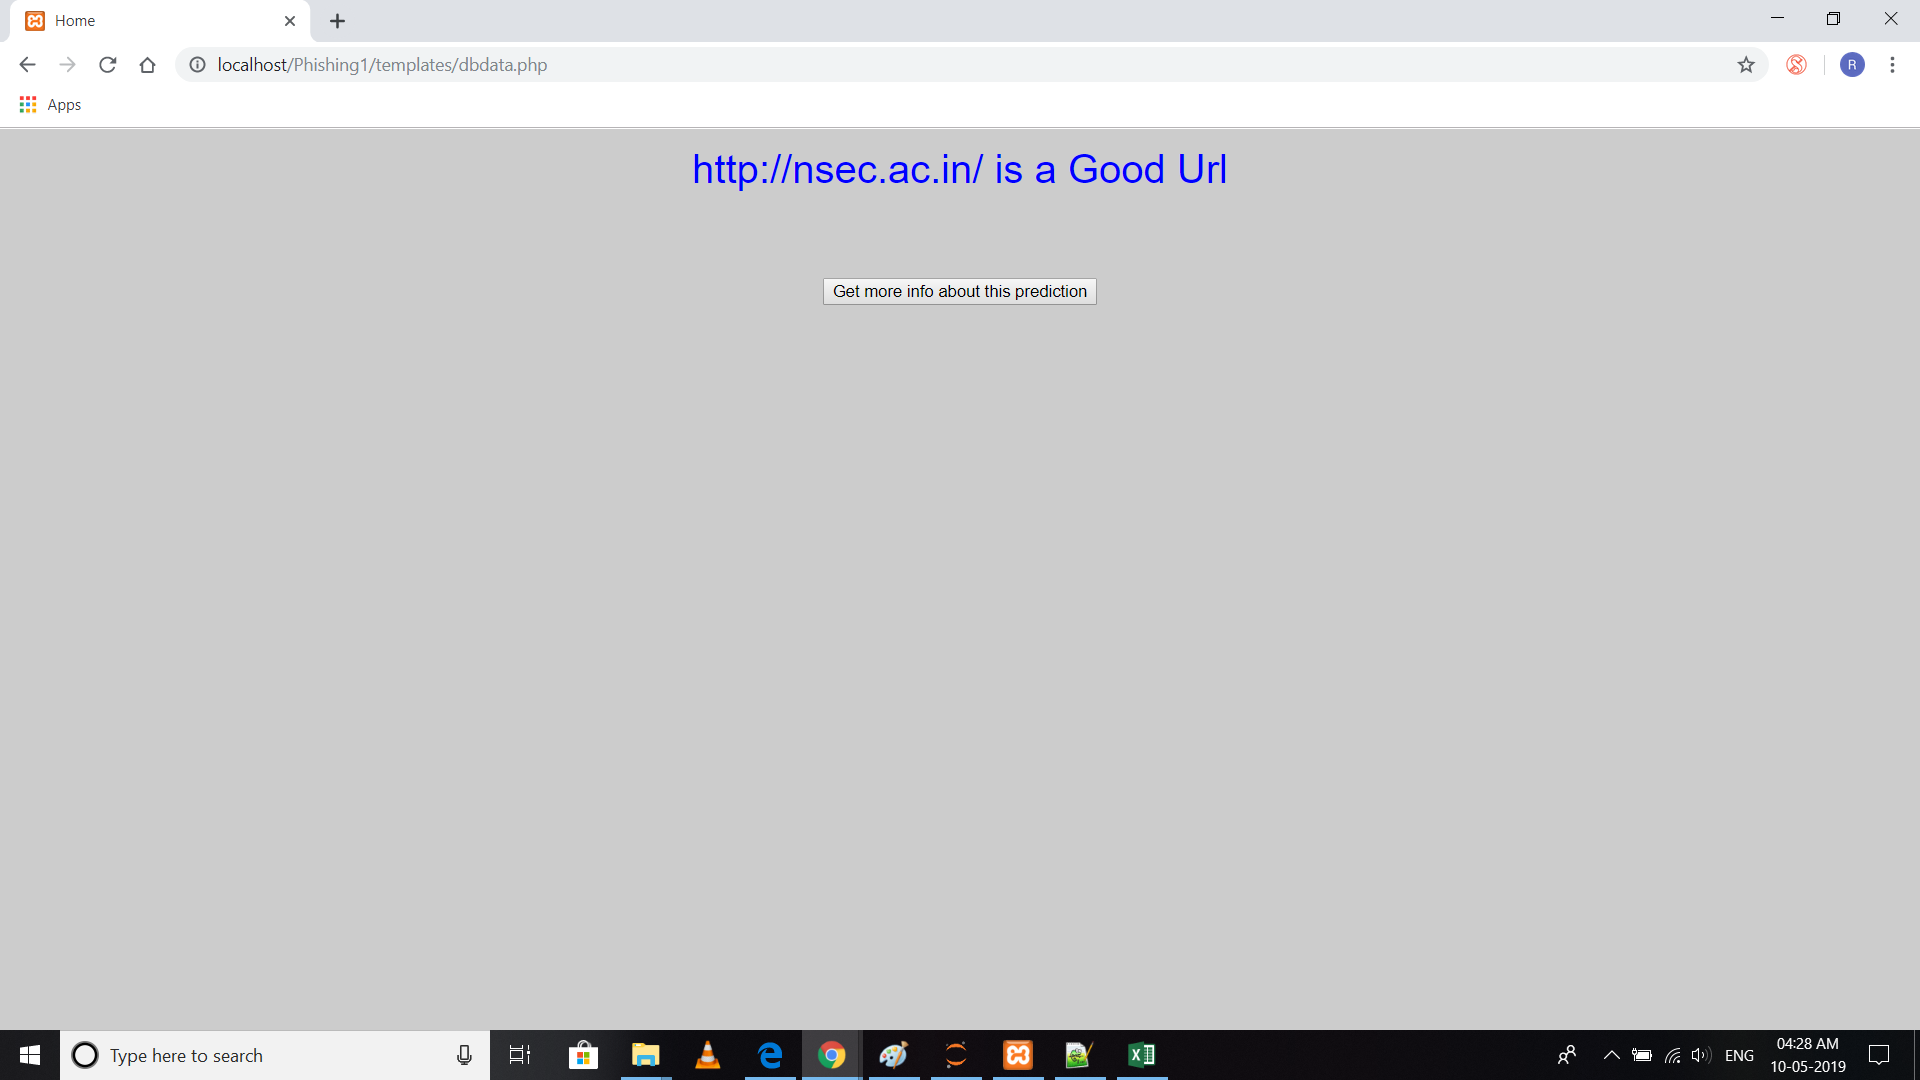 Home
localhost/Phishing1/templates/dbdata.php
R
Apps
http://nsec.ac.in/ is a Good Url
Get more info about this prediction
Type here to search
ENG
04:28 AM
10-05-2019